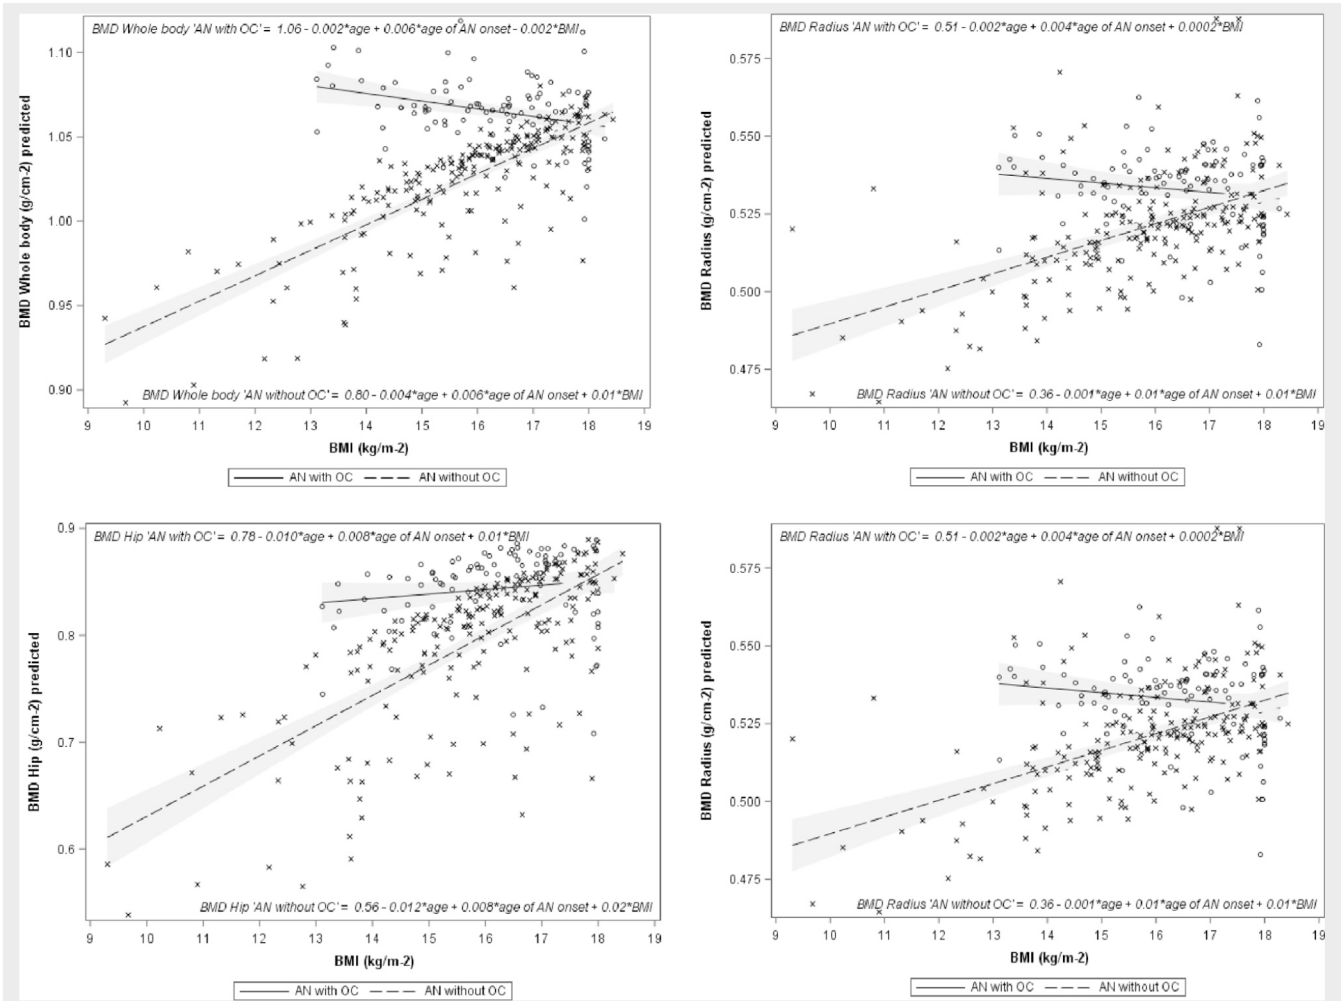 BMD Whole body 'AN with OC' = 1.06 - 0.002*age + 0.006*age of AN onset - 0.002*BMI
1.10
1.05
1.00
0.95
0.90
BMD Whole body (g/cm-2) predicted
BMD Whole body 'AN without OC' = 0.80 - 0.004*age + 0.006*age of AN onset + 0.01*BMI
9 10 11 12 13 14 15 16 17 18 19
BMI (kg/m-2)
AN with OC AN without OC
BMD Radius 'AN with OC' = 0.51 - 0.002*age + 0.004*age of AN onset + 0.0002*BMI
0.575
0.550
0.525
0.500
0.475
BMD Radius (g/cm-2) predicted
BMD Radius 'AN without OC' = 0.36 - 0.001*age + 0.01*age of AN onset + 0.01*BMI
9 10 11 12 13 14 15 16 17 18 19
BMI (kg/m-2)
AN with OC AN without OC
BMD Hip 'AN with OC' = 0.78 - 0.010*age + 0.008*age of AN onset + 0.01*BMI
0.9
0.8
0.7
0.6
BMD Hip (g/cm-2) predicted
BMD Hip 'AN without OC' = 0.56 - 0.012*age + 0.008*age of AN onset + 0.02*BMI
9 10 11 12 13 14 15 16 17 18 19
BMI (kg/m-2)
AN with OC AN without OC
BMD Radius 'AN with OC' = 0.51 - 0.002*age + 0.004*age of AN onset + 0.0002*BMI
0.575
0.550
0.525
0.500
0.475
BMD Radius (g/cm-2) predicted
BMD Radius 'AN without OC' = 0.36 - 0.001*age + 0.01*age of AN onset + 0.01*BMI
9 10 11 12 13 14 15 16 17 18 19
BMI (kg/m-2)
AN with OC AN without OC